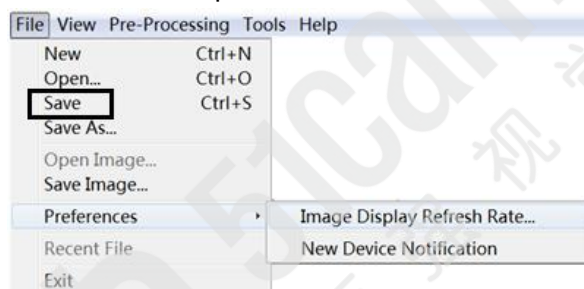 File View Pre-Processing Tools Help
New Ctrl+N
Open... Ctrl+O
Save Ctrl+S
Save As...
Open Image...
Save Image...
Preferences
Image Display Refresh Rate...
Recent File
New Device Notification
Exit